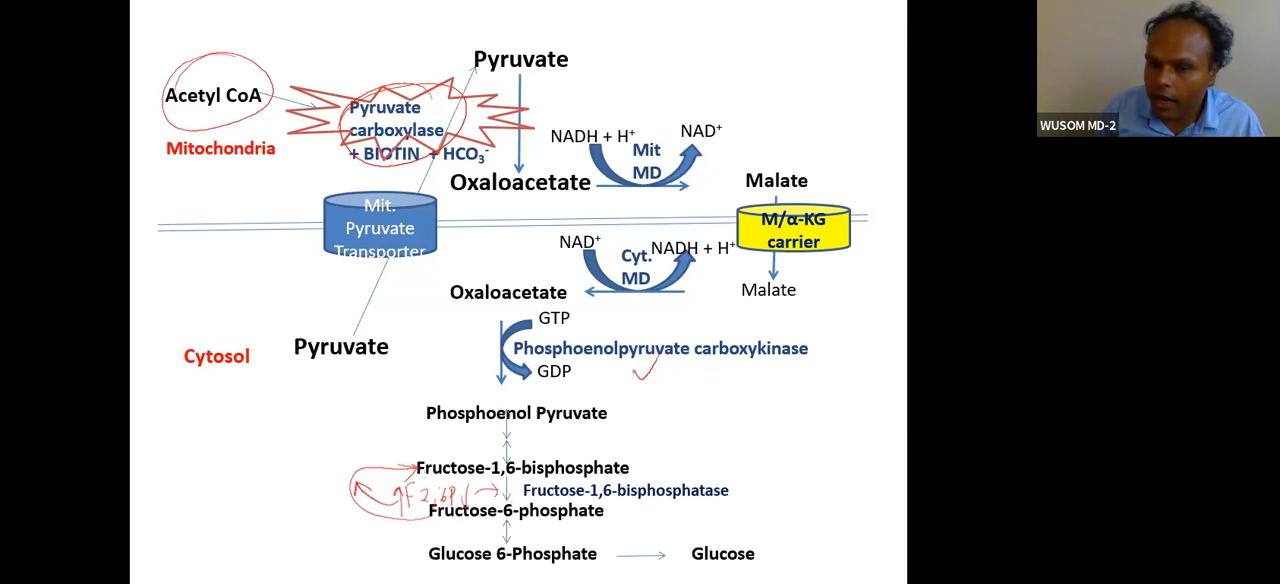 Pyruvate
Acetyl CoA
Pyruvate
carboxylase
+ BIOTIN + HCO₃⁻
Mitochondria
NADH + H⁺
NAD⁺
Mit
MD
Oxaloacetate
Malate
Mit.
Pyruvate
Transporter
M/α-KG
carrier
NAD⁺
NADH + H⁺
Cyt.
MD
Oxaloacetate
Malate
GTP
Pyruvate
Cytosol
Phosphoenolpyruvate carboxykinase
GDP
Phosphoenol Pyruvate
Fructose-1,6-bisphosphate
↑F 2,6BP↓
Fructose-1,6-bisphosphatase
Fructose-6-phosphate
Glucose 6-Phosphate
Glucose
WUSOM MD-2